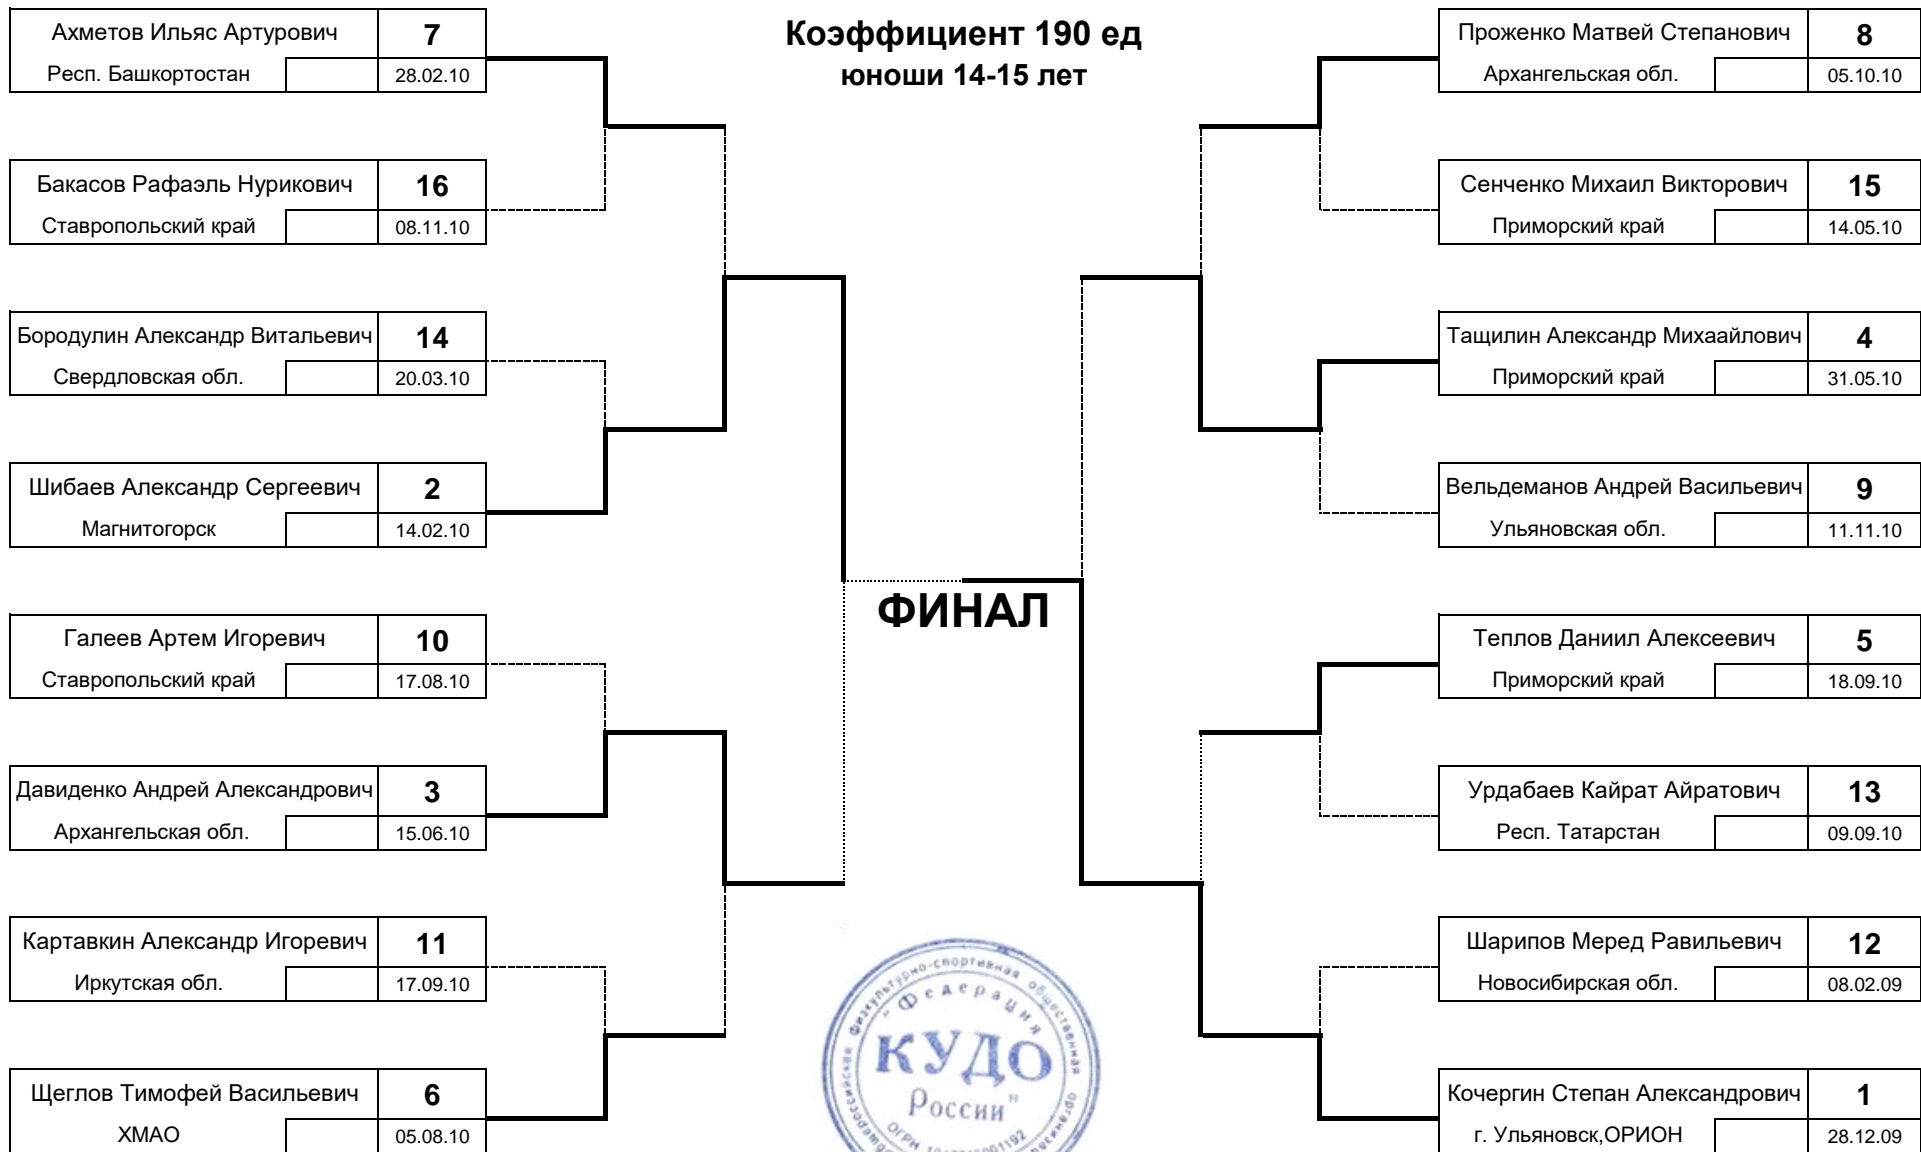 Коэффициент 190 ед
юноши 14-15 лет
Ахметов Ильяс Артурович 7
Респ. Башкортостан 28.02.10
Бакасов Рафаэль Нурикович 16
Ставропольский край 08.11.10
Бородулин Александр Витальевич 14
Свердловская обл. 20.03.10
Шибаев Александр Сергеевич 2
Магнитогорск 14.02.10
Галеев Артем Игоревич 10
Ставропольский край 17.08.10
Давиденко Андрей Александрович 3
Архангельская обл. 15.06.10
Картавкин Александр Игоревич 11
Иркутская обл. 17.09.10
Щеглов Тимофей Васильевич 6
ХМАО 05.08.10
ФИНАЛ
Проженко Матвей Степанович 8
Архангельская обл. 05.10.10
Сенченко Михаил Викторович 15
Приморский край 14.05.10
Тащилин Александр Михаайлович 4
Приморский край 31.05.10
Вельдеманов Андрей Васильевич 9
Ульяновская обл. 11.11.10
Теплов Даниил Алексеевич 5
Приморский край 18.09.10
Урдабаев Кайрат Айратович 13
Респ. Татарстан 09.09.10
Шарипов Меред Равильевич 12
Новосибирская обл. 08.02.09
Кочергин Степан Александрович 1
г. Ульяновск,ОРИОН 28.12.09
физкультурно-спортивная общественная
"Федерация
КУДО
России"
ОГРН